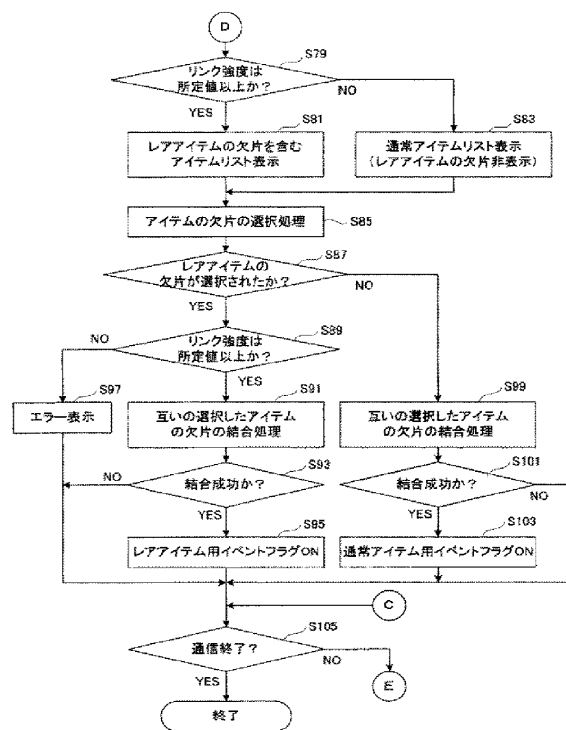 D
S79
リンク強度は
所定値以上か?
YES
NO
S81
レアアイテムの欠片を含む
アイテムリスト表示
S83
通常アイテムリスト表示
(レアアイテムの欠片非表示)
アイテムの欠片の選択処理
S85
S87
レアアイテムの
欠片が選択されたか?
NO
YES
S89
NO
リンク強度は
所定値以上か?
YES
S97
エラー表示
S91
互いの選択したアイテム
の欠片の結合処理
S99
互いの選択したアイテム
の欠片の結合処理
S93
NO
結合成功か?
YES
S101
結合成功か?
NO
YES
S95
レアアイテム用イベントフラグON
S103
通常アイテム用イベントフラグON
C
S105
通信終了?
NO
YES
E
終了